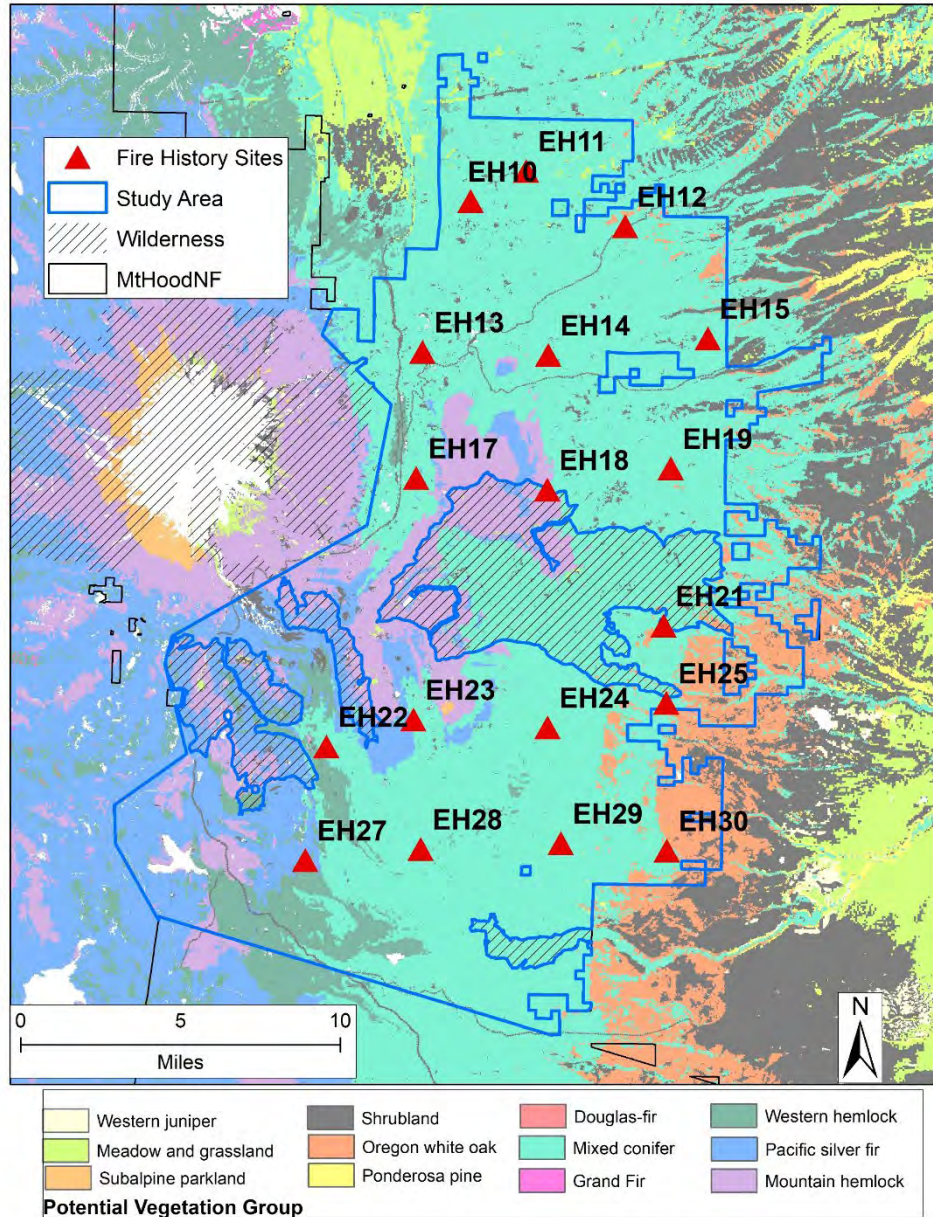 Fire History Sites
Study Area
Wilderness
MtHoodNF
EH11
EH10
EH12
EH15
EH13
EH14
EH19
EH17
EH18
EH21
EH25
EH23
EH24
EH22
EH29
EH30
EH28
EH27
N
0 5 10
Miles
Western juniper Shrubland Douglas-fir Western hemlock
Meadow and grassland Oregon white oak Mixed conifer Pacific silver fir
Subalpine parkland Ponderosa pine Grand Fir Mountain hemlock
Potential Vegetation Group